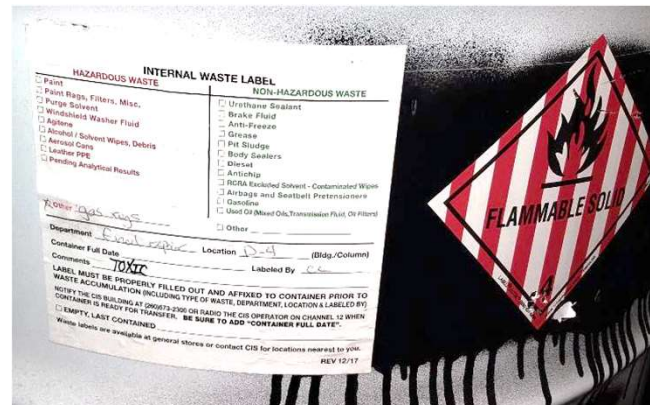 INTERNAL WASTE LABEL
HAZARDOUS WASTE
Paint
Paint Rags, Filters, Misc.
Purge Solvent
Windshield Washer Fluid
Agitene
Alcohol / Solvent Wipes, Debris
Aerosol Cans
Leather PPE
Pending Analytical Results
NON-HAZARDOUS WASTE
Urethane Sealant
Brake Fluid
Anti-Freeze
Grease
Pit Sludge
Body Sealers
Diesel
Antichip
RCRA Excluded Solvent - Contaminated Wipes
Airbags and Seatbelt Pretensioners
Gasoline
Used Oil (Mixed Oils, Transmission Fluid, Oil Filters)
X Other gas rags
Other
Department final repair Location D-4 (Bldg./Column)
Container Full Date Labeled By CC
Comments TOXIC
LABEL MUST BE PROPERLY FILLED OUT AND AFFIXED TO CONTAINER PRIOR TO
WASTE ACCUMULATION (INCLUDING TYPE OF WASTE, DEPARTMENT, LOCATION & LABELED BY)
NOTIFY THE CIS BUILDING AT (260)673-2300 OR RADIO THE CIS OPERATOR ON CHANNEL 12 WHEN
CONTAINER IS READY FOR TRANSFER. BE SURE TO ADD "CONTAINER FULL DATE".
EMPTY, LAST CONTAINED
Waste labels are available at general stores or contact CIS for locations nearest to you.
REV 12/17
FLAMMABLE SOLID
4